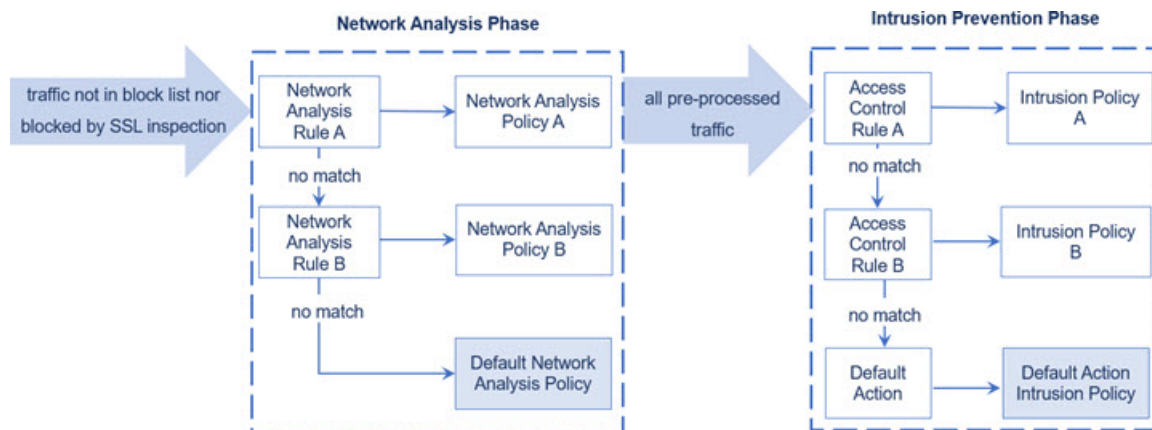 Network Analysis Phase
traffic not in block list nor
blocked by SSL inspection
Network
Analysis
Rule A
Network Analysis
Policy A
no match
Network
Analysis
Rule B
Network Analysis
Policy B
no match
Default Network
Analysis Policy
all pre-processed
traffic
Intrusion Prevention Phase
Access
Control
Rule A
Intrusion Policy
A
no match
Access
Control
Rule B
Intrusion Policy
B
no match
Default
Action
Default Action
Intrusion Policy